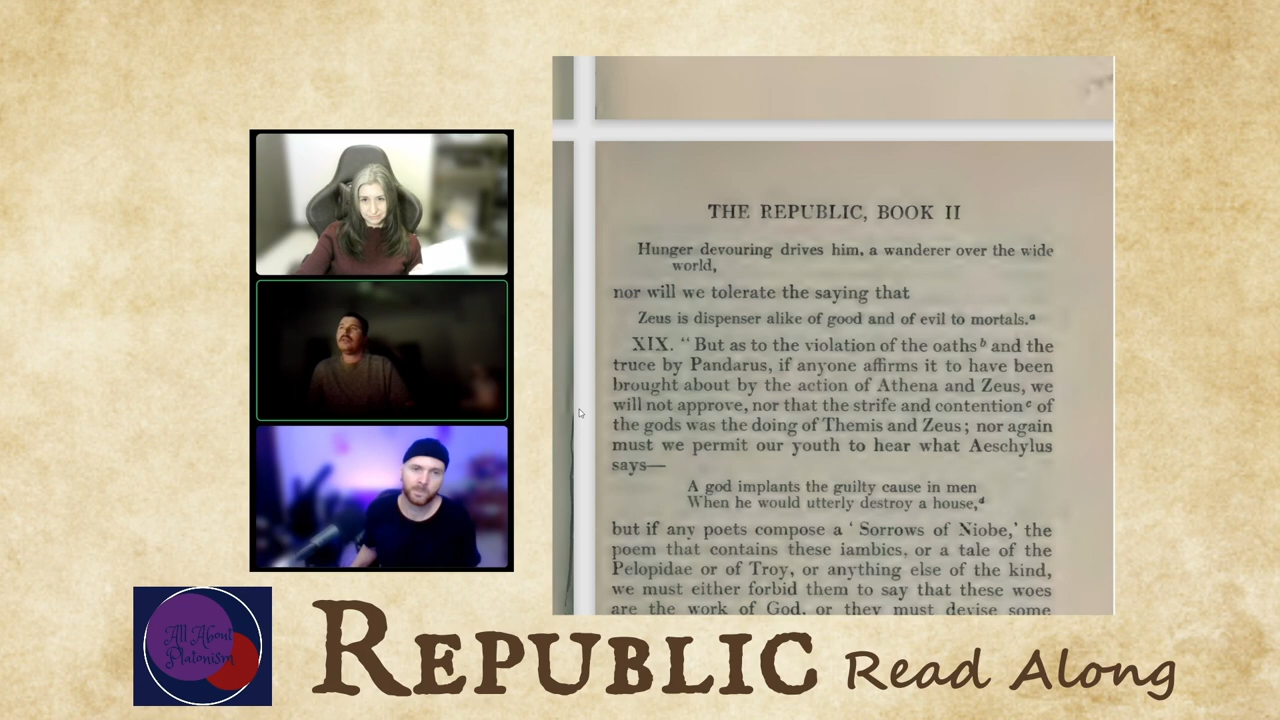 THE REPUBLIC, BOOK II
Hunger devouring drives him, a wanderer over the wide
world,
nor will we tolerate the saying that
Zeus is dispenser alike of good and of evil to mortals.ᵃ
XIX. “ But as to the violation of the oathsᵇ and the
truce by Pandarus, if anyone affirms it to have been
brought about by the action of Athena and Zeus, we
will not approve, nor that the strife and contentionᶜ of
the gods was the doing of Themis and Zeus ; nor again
must we permit our youth to hear what Aeschylus
says—
A god implants the guilty cause in men
When he would utterly destroy a house,ᵈ
but if any poets compose a ‘ Sorrows of Niobe,’ the
poem that contains these iambics, or a tale of the
Pelopidae or of Troy, or anything else of the kind,
we must either forbid them to say that these woes
are the work of God, or they must devise some
All About
Platonism
REPUBLIC Read Along